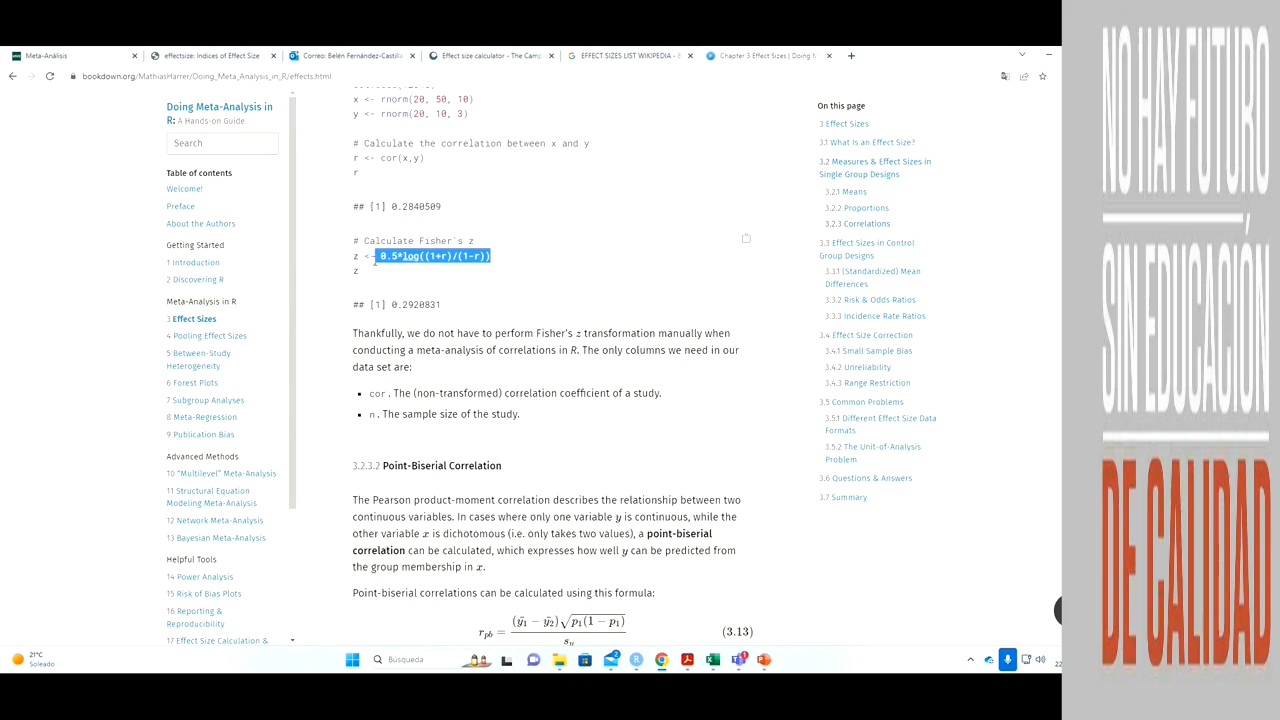 Meta-Análisis
effectsize: Indices of Effect Size
Correo: Belén Fernández-Castilla
Effect size calculator - The Camp
EFFECT SIZES LIST WIKIPEDIA - B
Chapter 3 Effect Sizes | Doing M
bookdown.org/MathiasHarrer/Doing_Meta_Analysis_in_R/effects.html
Doing Meta-Analysis in
R: A Hands-on Guide
Search
Table of contents
Welcome!
Preface
About the Authors
Getting Started
1 Introduction
2 Discovering R
Meta-Analysis in R
3 Effect Sizes
4 Pooling Effect Sizes
5 Between-Study
Heterogeneity
6 Forest Plots
7 Subgroup Analyses
8 Meta-Regression
9 Publication Bias
Advanced Methods
10 “Multilevel” Meta-Analysis
11 Structural Equation
Modeling Meta-Analysis
12 Network Meta-Analysis
13 Bayesian Meta-Analysis
Helpful Tools
14 Power Analysis
15 Risk of Bias Plots
16 Reporting &
Reproducibility
17 Effect Size Calculation &
x <- rnorm(20, 50, 10)
y <- rnorm(20, 10, 3)
# Calculate the correlation between x and y
r <- cor(x,y)
r
## [1] 0.2840509
# Calculate Fisher's z
z <- 0.5*log((1+r)/(1-r))
z
## [1] 0.2920831
Thankfully, we do not have to perform Fisher’s z transformation manually when
conducting a meta-analysis of correlations in R. The only columns we need in our
data set are:
▪ cor . The (non-transformed) correlation coefficient of a study.
▪ n . The sample size of the study.
3.2.3.2 Point-Biserial Correlation
The Pearson product-moment correlation describes the relationship between two
continuous variables. In cases where only one variable y is continuous, while the
other variable x is dichotomous (i.e. only takes two values), a point-biserial
correlation can be calculated, which expresses how well y can be predicted from
the group membership in x.
Point-biserial correlations can be calculated using this formula:
r_pb = (ȳ1 − ȳ2)√p1(1 − p1) / s_y (3.13)
On this page
3 Effect Sizes
3.1 What Is an Effect Size?
3.2 Measures & Effect Sizes in
Single Group Designs
3.2.1 Means
3.2.2 Proportions
3.2.3 Correlations
3.3 Effect Sizes in Control
Group Designs
3.3.1 (Standardized) Mean
Differences
3.3.2 Risk & Odds Ratios
3.3.3 Incidence Rate Ratios
3.4 Effect Size Correction
3.4.1 Small Sample Bias
3.4.2 Unreliability
3.4.3 Range Restriction
3.5 Common Problems
3.5.1 Different Effect Size Data
Formats
3.5.2 The Unit-of-Analysis
Problem
3.6 Questions & Answers
3.7 Summary
21°C
Soleado
Búsqueda
2
1
22
NO HAY FUTURO
SIN EDUCACIÓN
DE CALIDAD